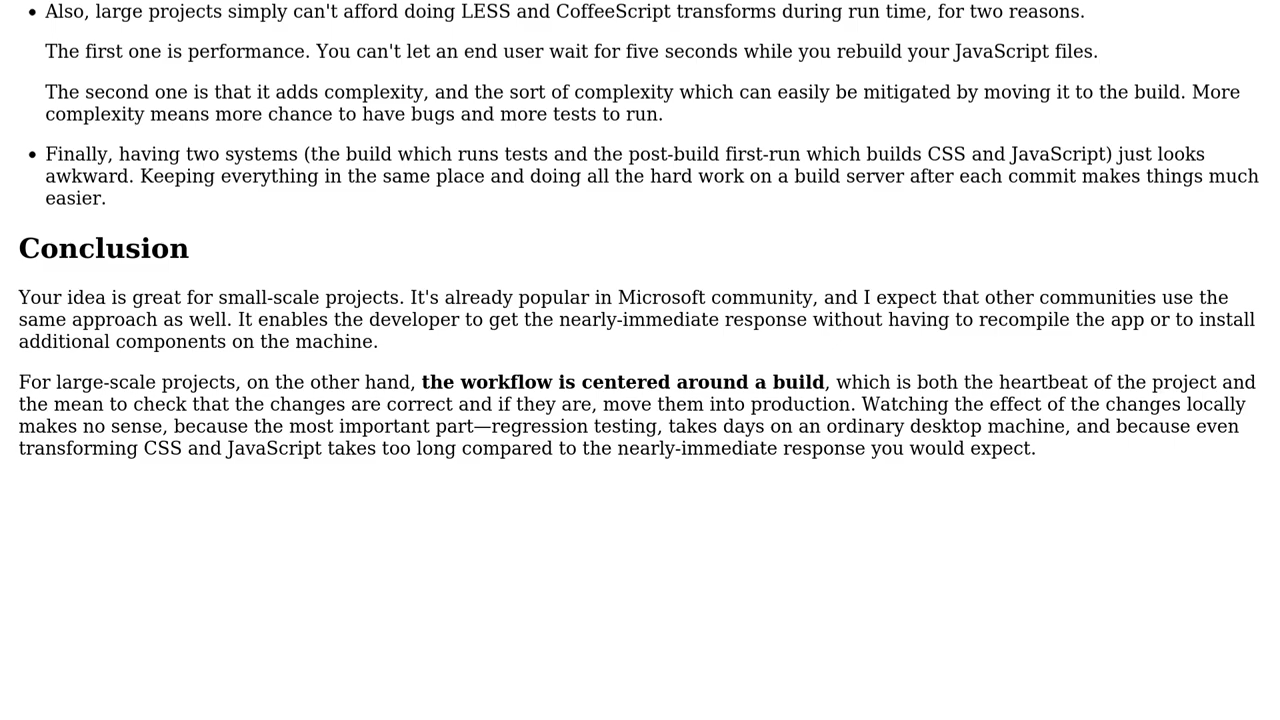 Also, large projects simply can't afford doing LESS and CoffeeScript transforms during run time, for two reasons.
The first one is performance. You can't let an end user wait for five seconds while you rebuild your JavaScript files.
The second one is that it adds complexity, and the sort of complexity which can easily be mitigated by moving it to the build. More
complexity means more chance to have bugs and more tests to run.
Finally, having two systems (the build which runs tests and the post-build first-run which builds CSS and JavaScript) just looks
awkward. Keeping everything in the same place and doing all the hard work on a build server after each commit makes things much
easier.
Conclusion
Your idea is great for small-scale projects. It's already popular in Microsoft community, and I expect that other communities use the
same approach as well. It enables the developer to get the nearly-immediate response without having to recompile the app or to install
additional components on the machine.
For large-scale projects, on the other hand, the workflow is centered around a build, which is both the heartbeat of the project and
the mean to check that the changes are correct and if they are, move them into production. Watching the effect of the changes locally
makes no sense, because the most important part—regression testing, takes days on an ordinary desktop machine, and because even
transforming CSS and JavaScript takes too long compared to the nearly-immediate response you would expect.